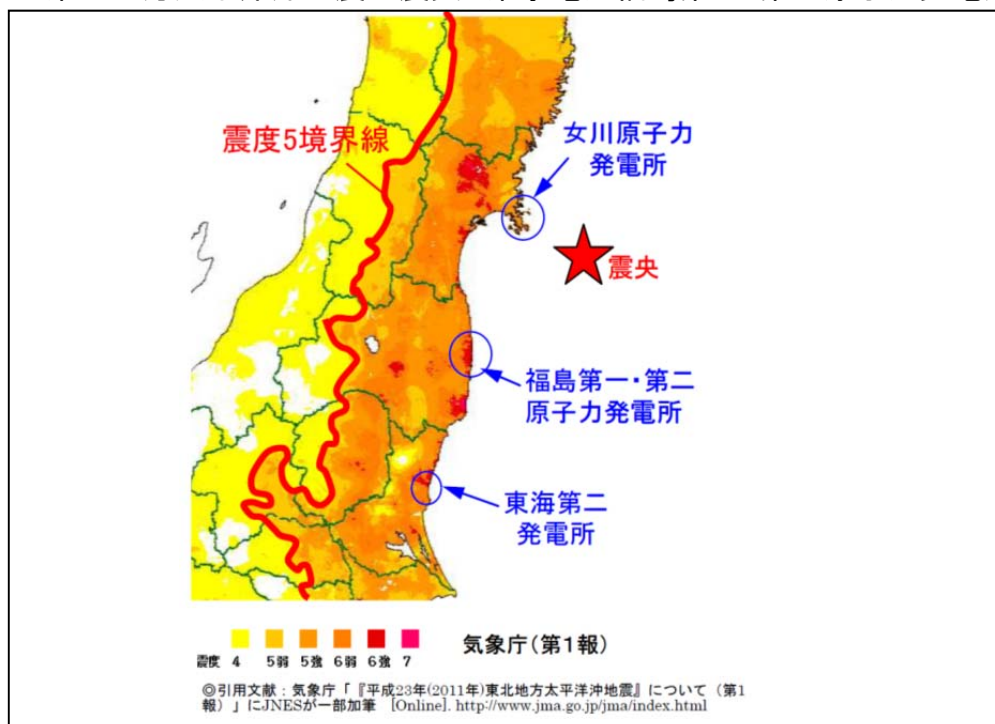 震度5境界線
女川原子力
発電所
震央
福島第一・第二
原子力発電所
東海第二
発電所
震度 4 5弱 5強 6弱 6強 7
気象庁(第1報)
◎引用文献：気象庁「『平成23年(2011年)東北地方太平洋沖地震』について（第1
報）」にJNESが一部加筆 [Online]. http://www.jma.go.jp/jma/index.html